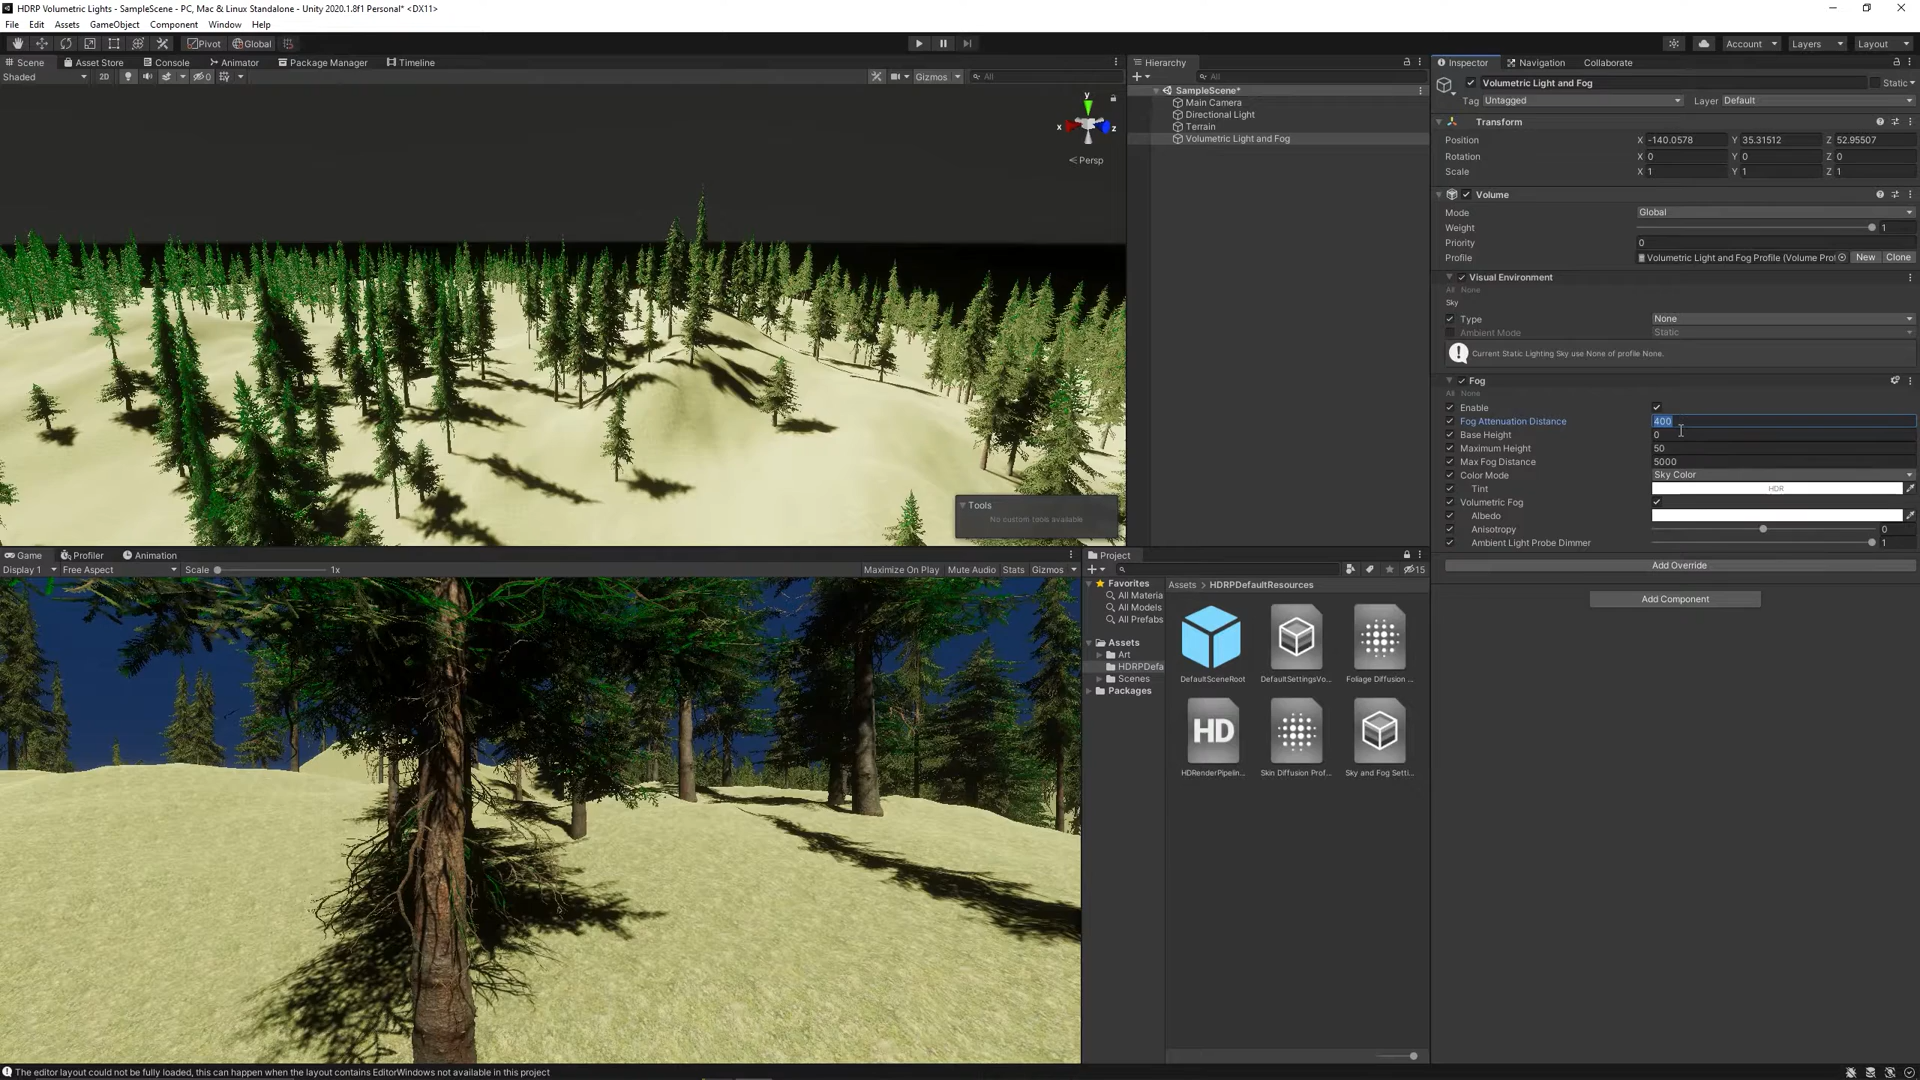 HDRP Volumetric Lights - SampleScene - PC, Mac & Linux Standalone - Unity 2020.1.8f1 Personal* <DX11>
File Edit Assets GameObject Component Window Help
Pivot Global Account Layers Layout
Scene Asset Store Console Animator Package Manager Timeline
Shaded 2D 0 Gizmos All
y
x z
Persp
Tools
No custom tools available
Hierarchy
All
SampleScene*
Main Camera
Directional Light
Terrain
Volumetric Light and Fog
Inspector Navigation Collaborate
Volumetric Light and Fog Static
Tag Untagged Layer Default
Transform
Position X -140.0578 Y 35.31512 Z 52.95507
Rotation X 0 Y 0 Z 0
Scale X 1 Y 1 Z 1
Volume
Mode Global
Weight 1
Priority 0
Profile Volumetric Light and Fog Profile (Volume Pro New Clone
Visual Environment
All None
Sky
Type None
Ambient Mode Static
Current Static Lighting Sky use None of profile None.
Fog
All None
Enable
Fog Attenuation Distance 400
Base Height 0
Maximum Height 50
Max Fog Distance 5000
Color Mode Sky Color
Tint HDR
Volumetric Fog
Albedo
Anisotropy 0
Ambient Light Probe Dimmer 1
Add Override
Add Component
Game Profiler Animation
Display 1 Free Aspect Scale 1x Maximize On Play Mute Audio Stats Gizmos
Project
15
Favorites
All Materia
All Models
All Prefabs
Assets
Art
HDRPDefa
Scenes
Packages
Assets > HDRPDefaultResources
DefaultSceneRoot DefaultSettingsVo... Foliage Diffusion ...
HD
HDRenderPipelin... Skin Diffusion Prof... Sky and Fog Setti...
The editor layout could not be fully loaded, this can happen when the layout contains EditorWindows not available in this project